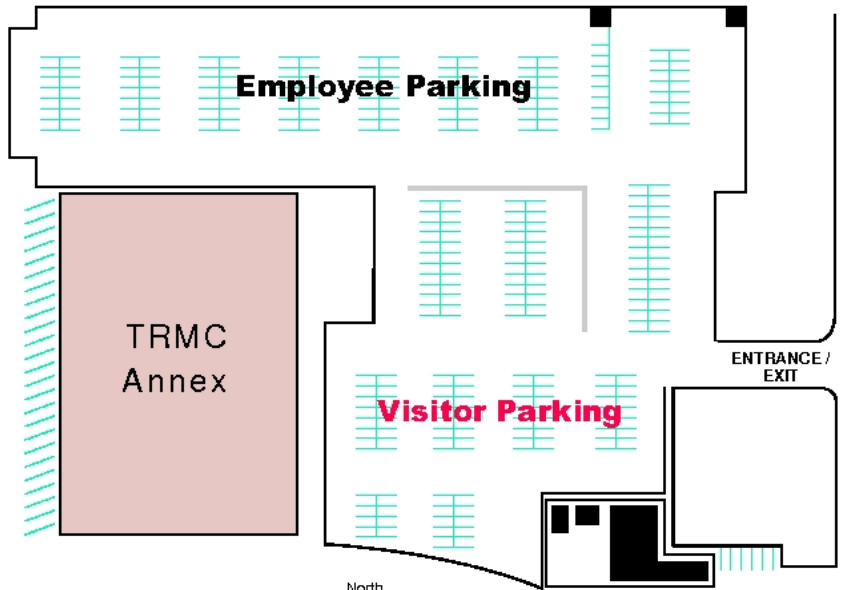 Employee Parking
TRMC
Annex
ENTRANCE /
EXIT
Visitor Parking
North